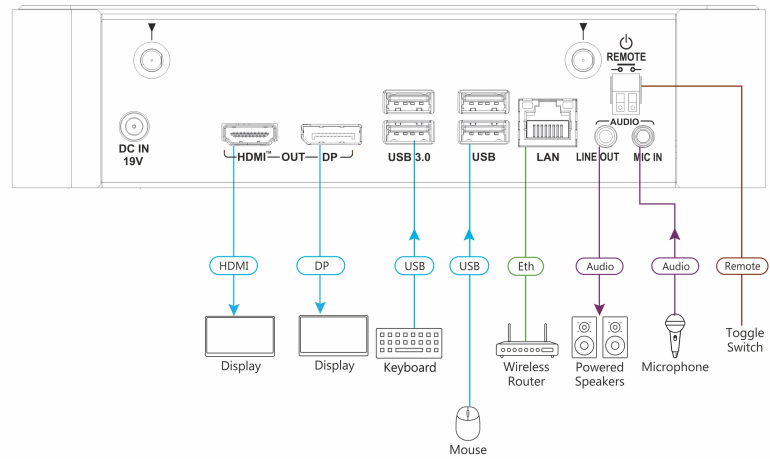 REMOTE
AUDIO
DC IN
19V
HDMI™ OUT DP
USB 3.0
USB
LAN
LINE OUT
MIC IN
HDMI
DP
USB
USB
Eth
Audio
Audio
Remote
Display
Display
Keyboard
Mouse
Wireless
Router
Powered
Speakers
Microphone
Toggle
Switch